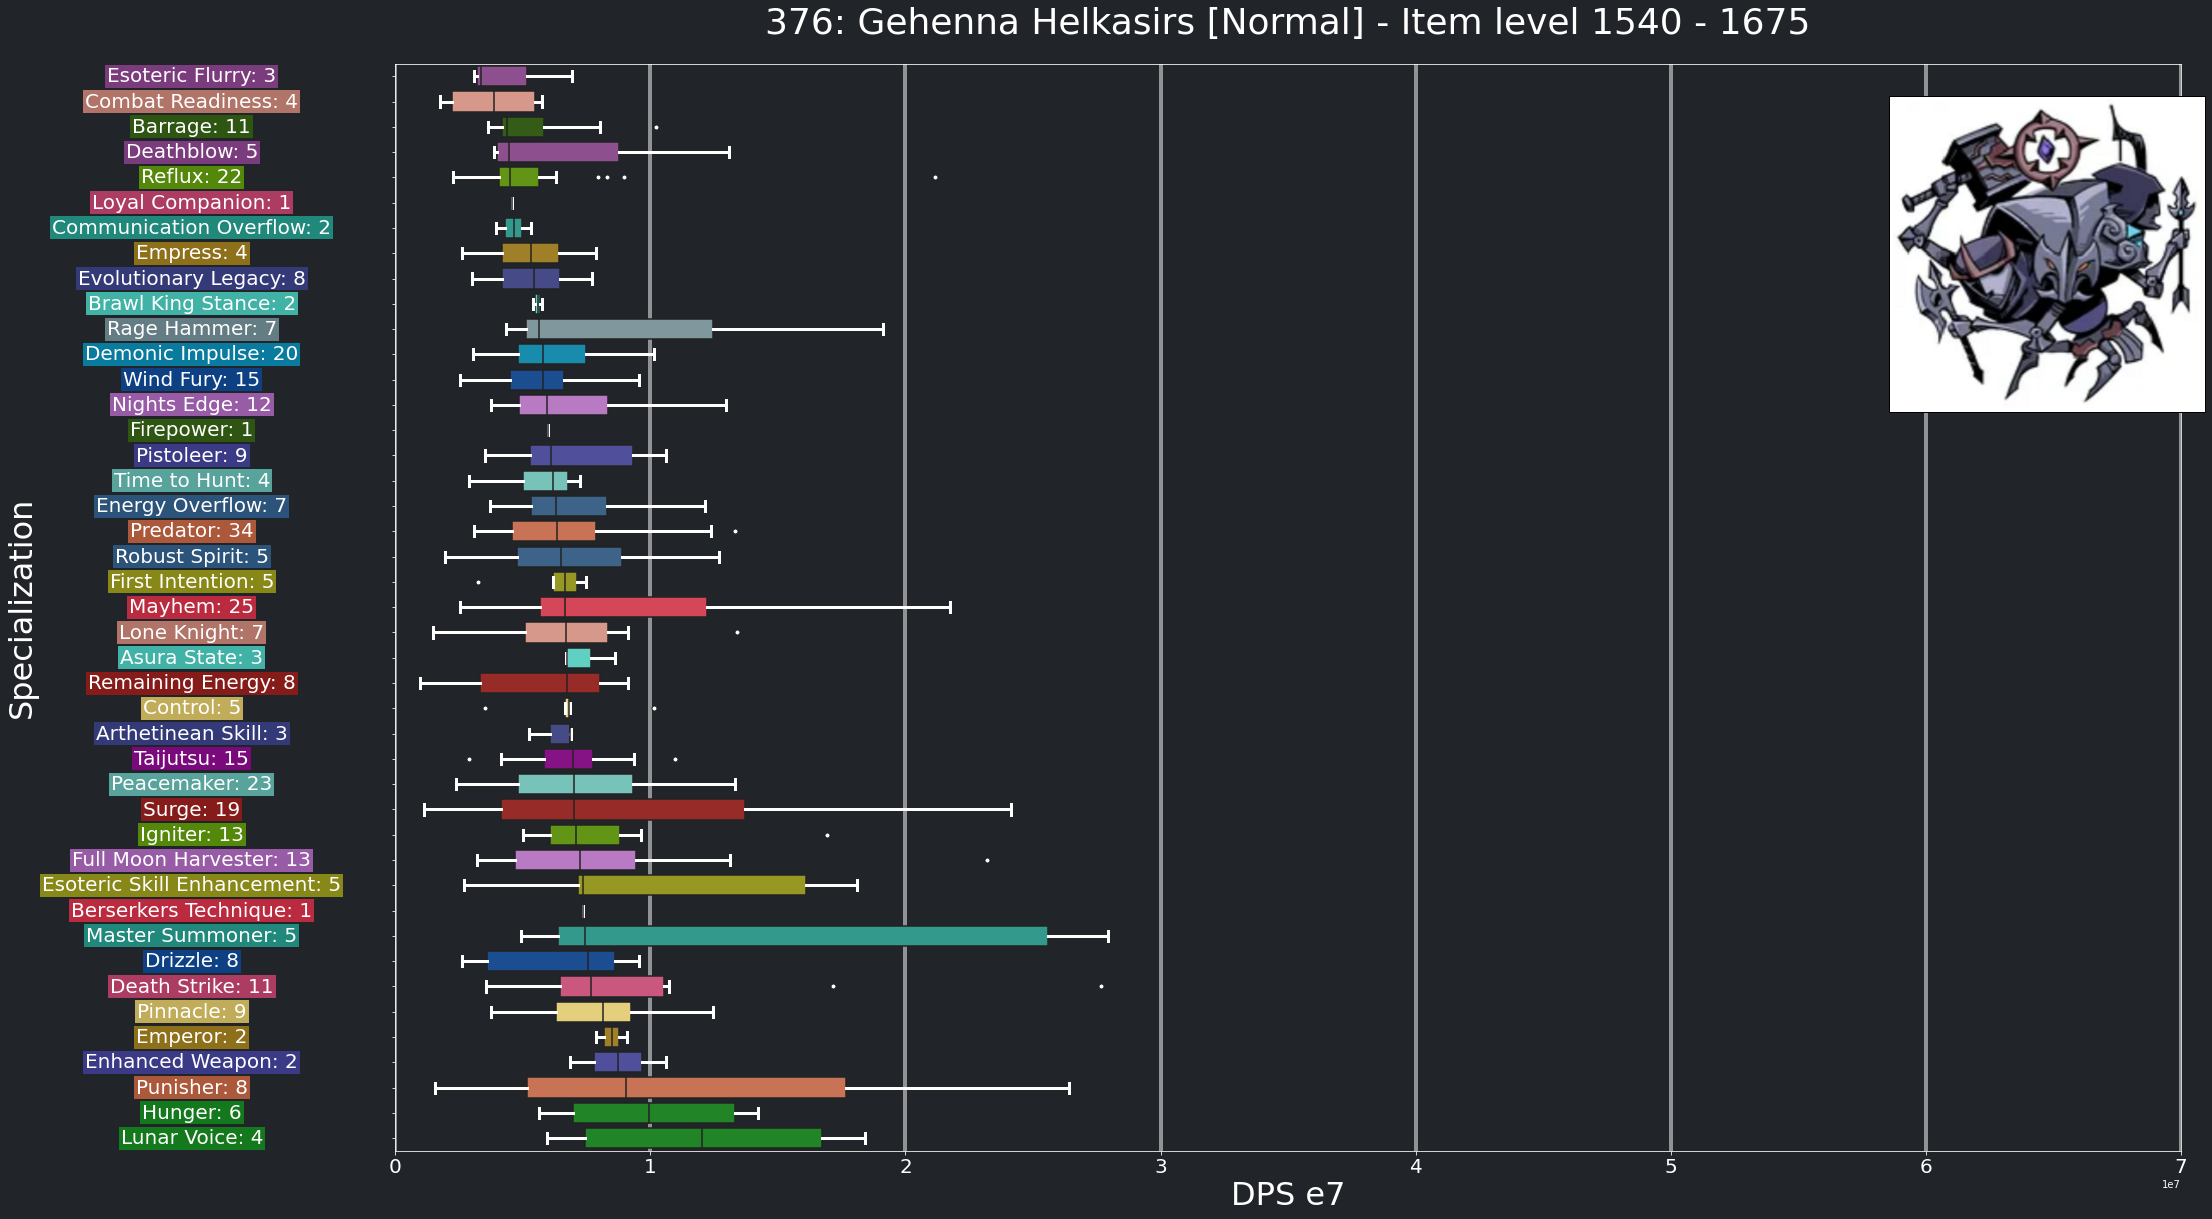 376: Gehenna Helkasirs [Normal] - Item level 1540 - 1675
Specialization
Esoteric Flurry: 3
Combat Readiness: 4
Barrage: 11
Deathblow: 5
Reflux: 22
Loyal Companion: 1
Communication Overflow: 2
Empress: 4
Evolutionary Legacy: 8
Brawl King Stance: 2
Rage Hammer: 7
Demonic Impulse: 20
Wind Fury: 15
Nights Edge: 12
Firepower: 1
Pistoleer: 9
Time to Hunt: 4
Energy Overflow: 7
Predator: 34
Robust Spirit: 5
First Intention: 5
Mayhem: 25
Lone Knight: 7
Asura State: 3
Remaining Energy: 8
Control: 5
Arthetinean Skill: 3
Taijutsu: 15
Peacemaker: 23
Surge: 19
Igniter: 13
Full Moon Harvester: 13
Esoteric Skill Enhancement: 5
Berserkers Technique: 1
Master Summoner: 5
Drizzle: 8
Death Strike: 11
Pinnacle: 9
Emperor: 2
Enhanced Weapon: 2
Punisher: 8
Hunger: 6
Lunar Voice: 4
0 1 2 3 4 5 6 7
1e7
DPS e7